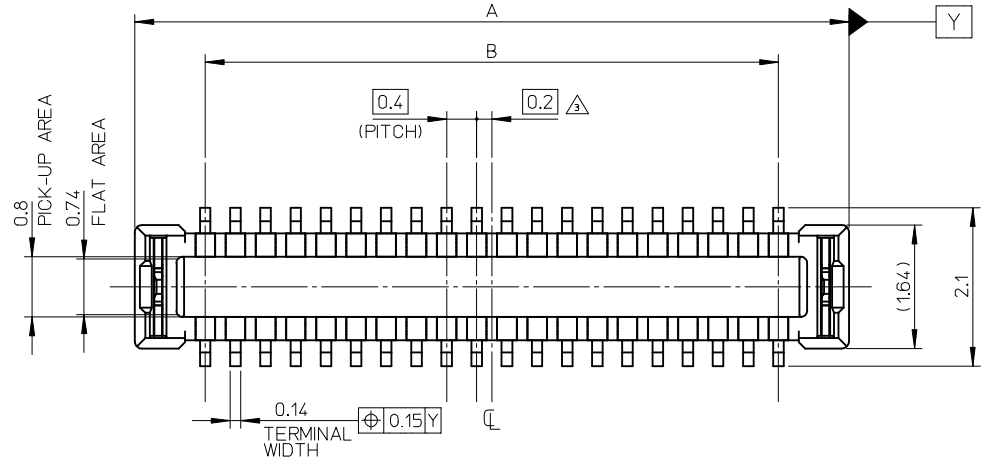 A
Y
B
0.4
(PITCH)
0.2
3
0.8
PICK-UP AREA
0.74
FLAT AREA
(1.64)
2.1
0.14
TERMINAL
WIDTH
⌖ 0.15 Y
℄